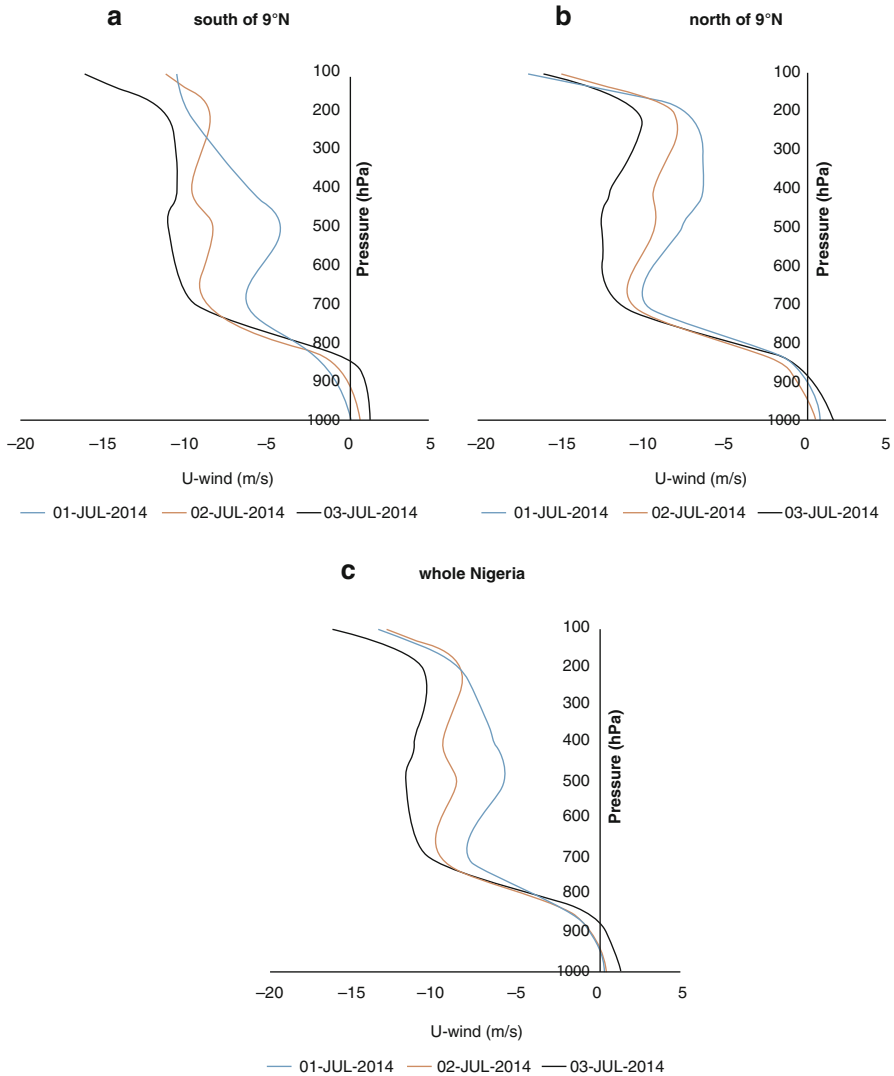 a south of 9°N
100
200
300
400
500
600
700
800
900
1000
Pressure (hPa)
−20 −15 −10 −5 0 5
U-wind (m/s)
01-JUL-2014 02-JUL-2014 03-JUL-2014
b north of 9°N
100
200
300
400
500
600
700
800
900
1000
Pressure (hPa)
−20 −15 −10 −5 0 5
U-wind (m/s)
01-JUL-2014 02-JUL-2014 03-JUL-2014
c whole Nigeria
100
200
300
400
500
600
700
800
900
1000
Pressure (hPa)
−20 −15 −10 −5 0 5
U-wind (m/s)
01-JUL-2014 02-JUL-2014 03-JUL-2014